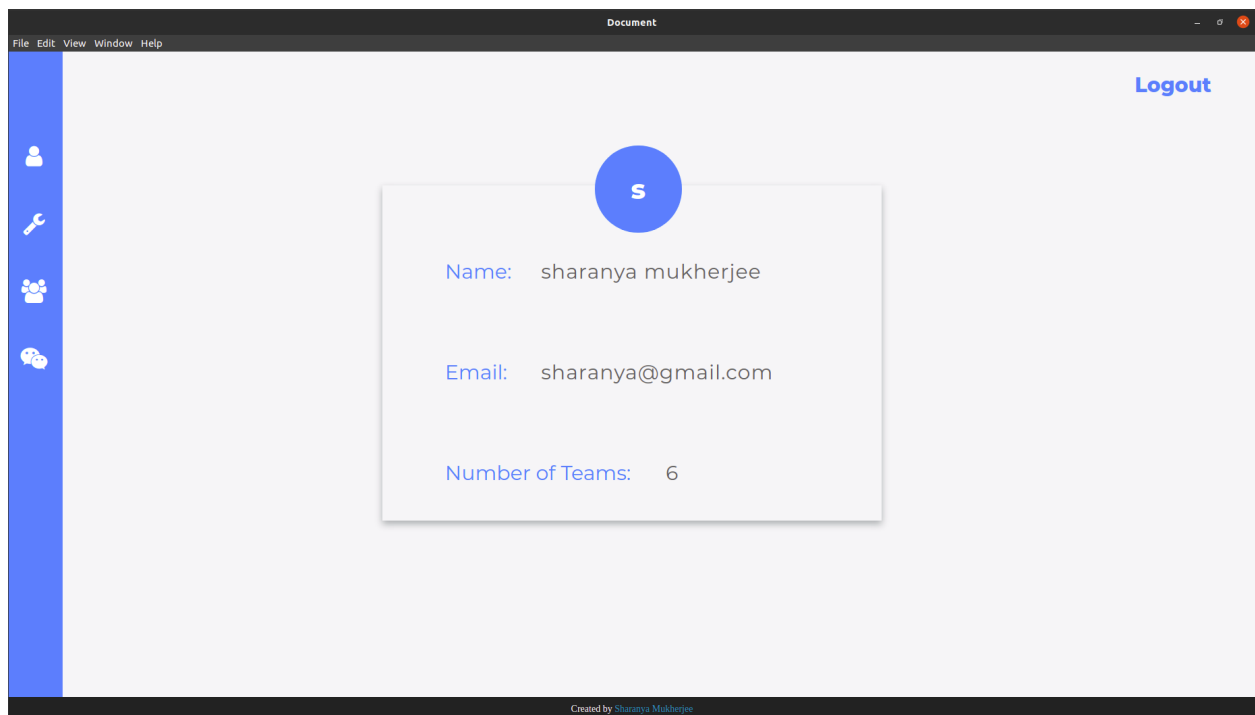 Document
File Edit View Window Help
Logout
s
Name: sharanya mukherjee
Email: sharanya@gmail.com
Number of Teams: 6
Created by Sharanya Mukherjee